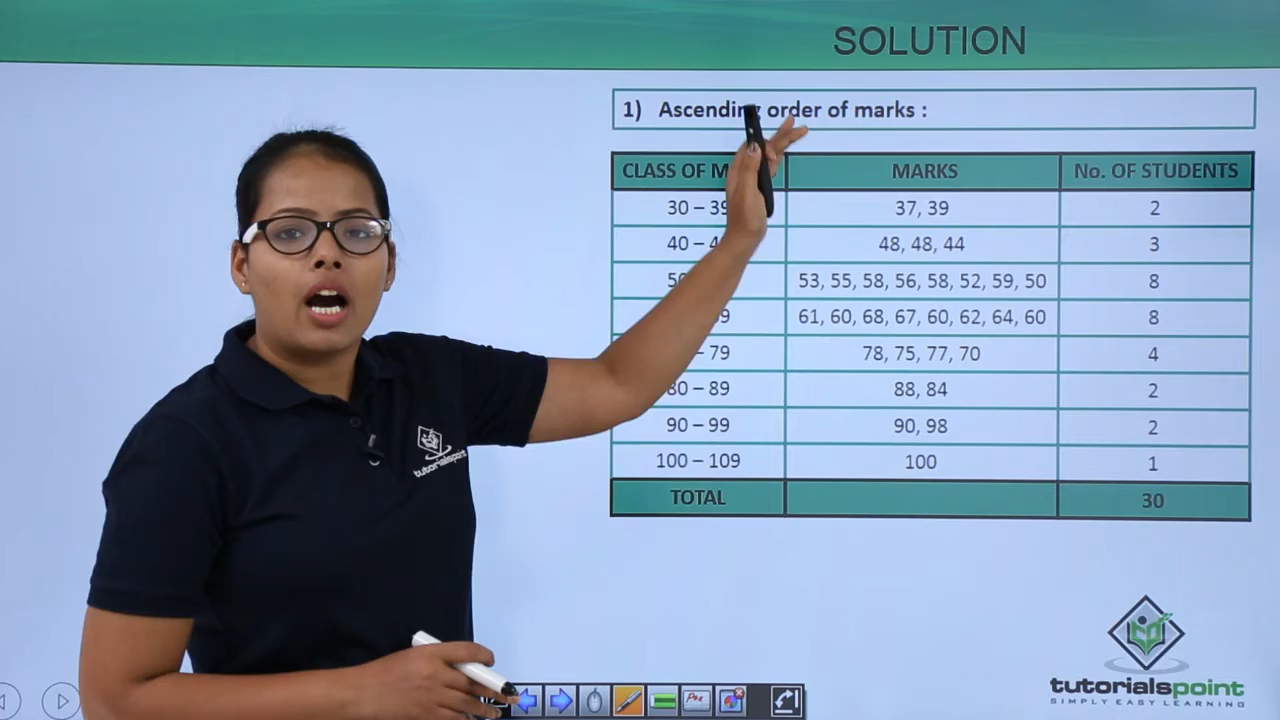 SOLUTION
1) Ascending order of marks :
CLASS OF MARKS No. OF STUDENTS
30 – 39 37, 39 2
40 – 48, 48, 44 3
53, 55, 58, 56, 58, 52, 59, 50 8
9 61, 60, 68, 67, 60, 62, 64, 60 8
– 79 78, 75, 77, 70 4
80 – 89 88, 84 2
90 – 99 90, 98 2
100 – 109 100 1
TOTAL 30
tutorialspoint
tutorialspoint
SIMPLY EASY LEARNING